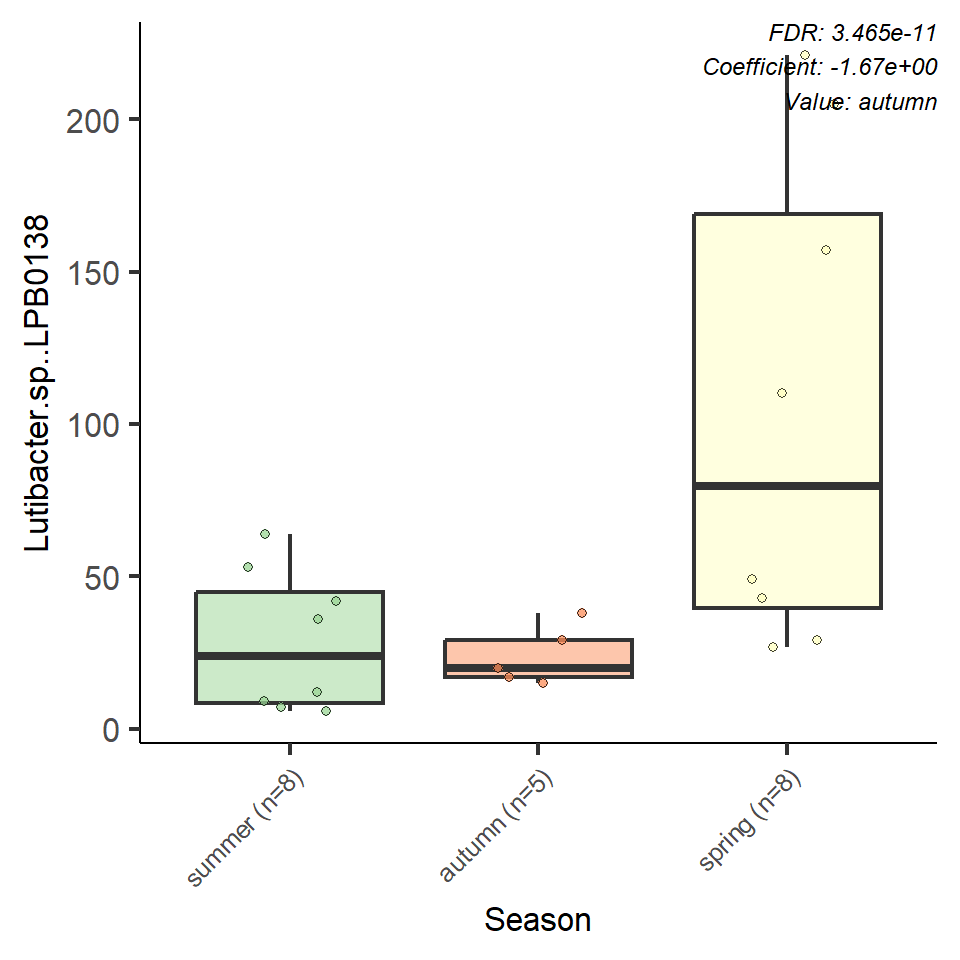 FDR: 3.465e-11
Coefficient: -1.67e+00
Value: autumn
Lutibacter.sp..LPB0138
200
150
100
50
0
summer (n=8)
autumn (n=5)
spring (n=8)
Season